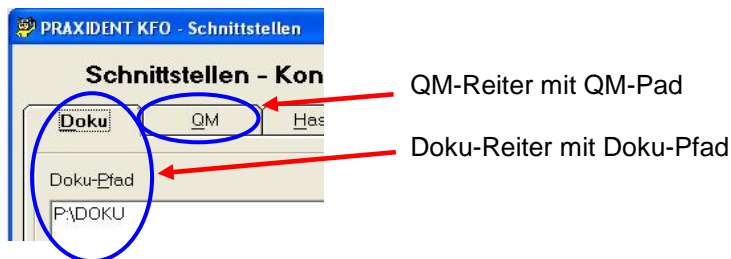 PRAXIDENT KFO - Schnittstellen
Schnittstellen - Kon
Doku QM Has
Doku-Pfad
P:\DOKU
QM-Reiter mit QM-Pad
Doku-Reiter mit Doku-Pfad